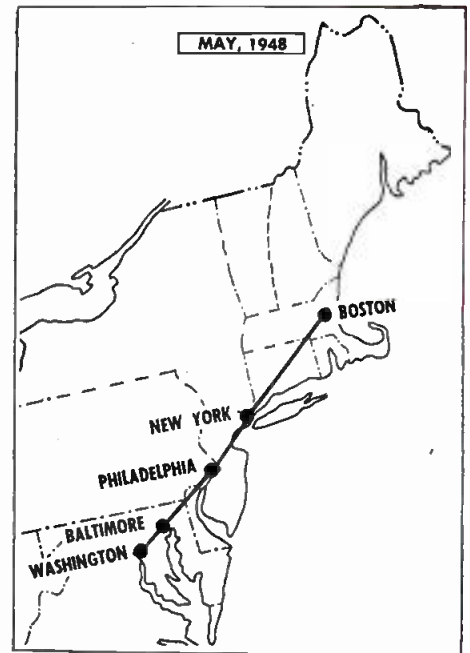 MAY, 1948
BOSTON
NEW YORK
PHILADELPHIA
BALTIMORE
WASHINGTON